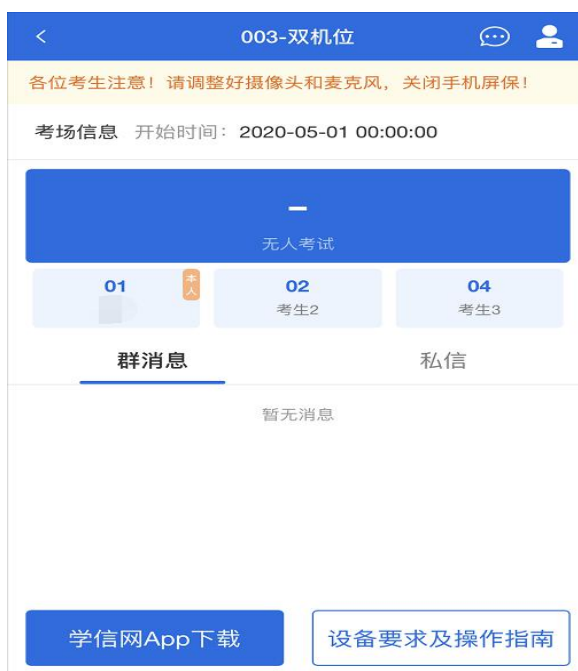 003-双机位
各位考生注意！请调整好摄像头和麦克风，关闭手机屏保！
考场信息 开始时间：2020-05-01 00:00:00
–
无人考试
01 本人 02 04
考生2 考生3
群消息 私信
暂无消息
学信网App下载 设备要求及操作指南